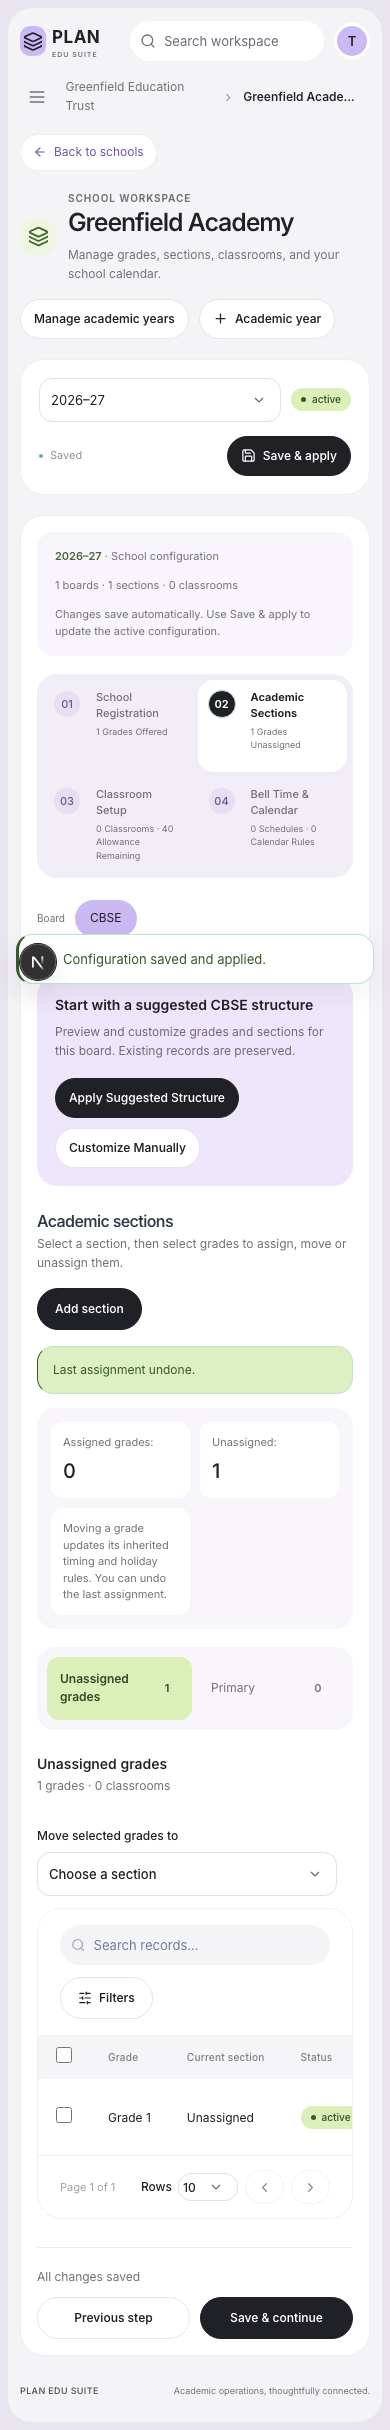 PLAN
EDU SUITE
Search workspace
T
Greenfield Education
Trust
Greenfield Acade...
Back to schools
SCHOOL WORKSPACE
Greenfield Academy
Manage grades, sections, classrooms, and your
school calendar.
Manage academic years
Academic year
2026–27
active
Saved
Save & apply
2026–27 · School configuration
1 boards · 1 sections · 0 classrooms
Changes save automatically. Use Save & apply to
update the active configuration.
01
School
Registration
1 Grades Offered
02
Academic
Sections
1 Grades
Unassigned
03
Classroom
Setup
0 Classrooms · 40
Allowance
Remaining
04
Bell Time &
Calendar
0 Schedules · 0
Calendar Rules
Board
CBSE
N
Configuration saved and applied.
Start with a suggested CBSE structure
Preview and customize grades and sections for
this board. Existing records are preserved.
Apply Suggested Structure
Customize Manually
Academic sections
Select a section, then select grades to assign, move or
unassign them.
Add section
Last assignment undone.
Assigned grades:
0
Unassigned:
1
Moving a grade
updates its inherited
timing and holiday
rules. You can undo
the last assignment.
Unassigned
grades
1
Primary
0
Unassigned grades
1 grades · 0 classrooms
Move selected grades to
Choose a section
Search records...
Filters
Grade
Current section
Status
Grade 1
Unassigned
active
Page 1 of 1
Rows
10
All changes saved
Previous step
Save & continue
PLAN EDU SUITE
Academic operations, thoughtfully connected.